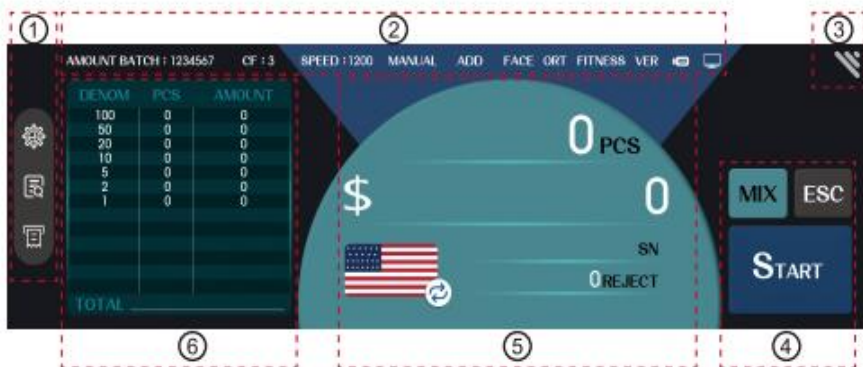 ① ② ③
AMOUNT BATCH : 1234567 CF : 3 SPEED : 1200 MANUAL ADD FACE ORT FITNESS VER
DENOM PCS AMOUNT
100 0 0
50 0 0
20 0 0
10 0 0
5 0 0
2 0 0
1 0 0
TOTAL
0 PCS
$ 0
SN
0 REJECT
MIX ESC
START
⑥ ⑤ ④